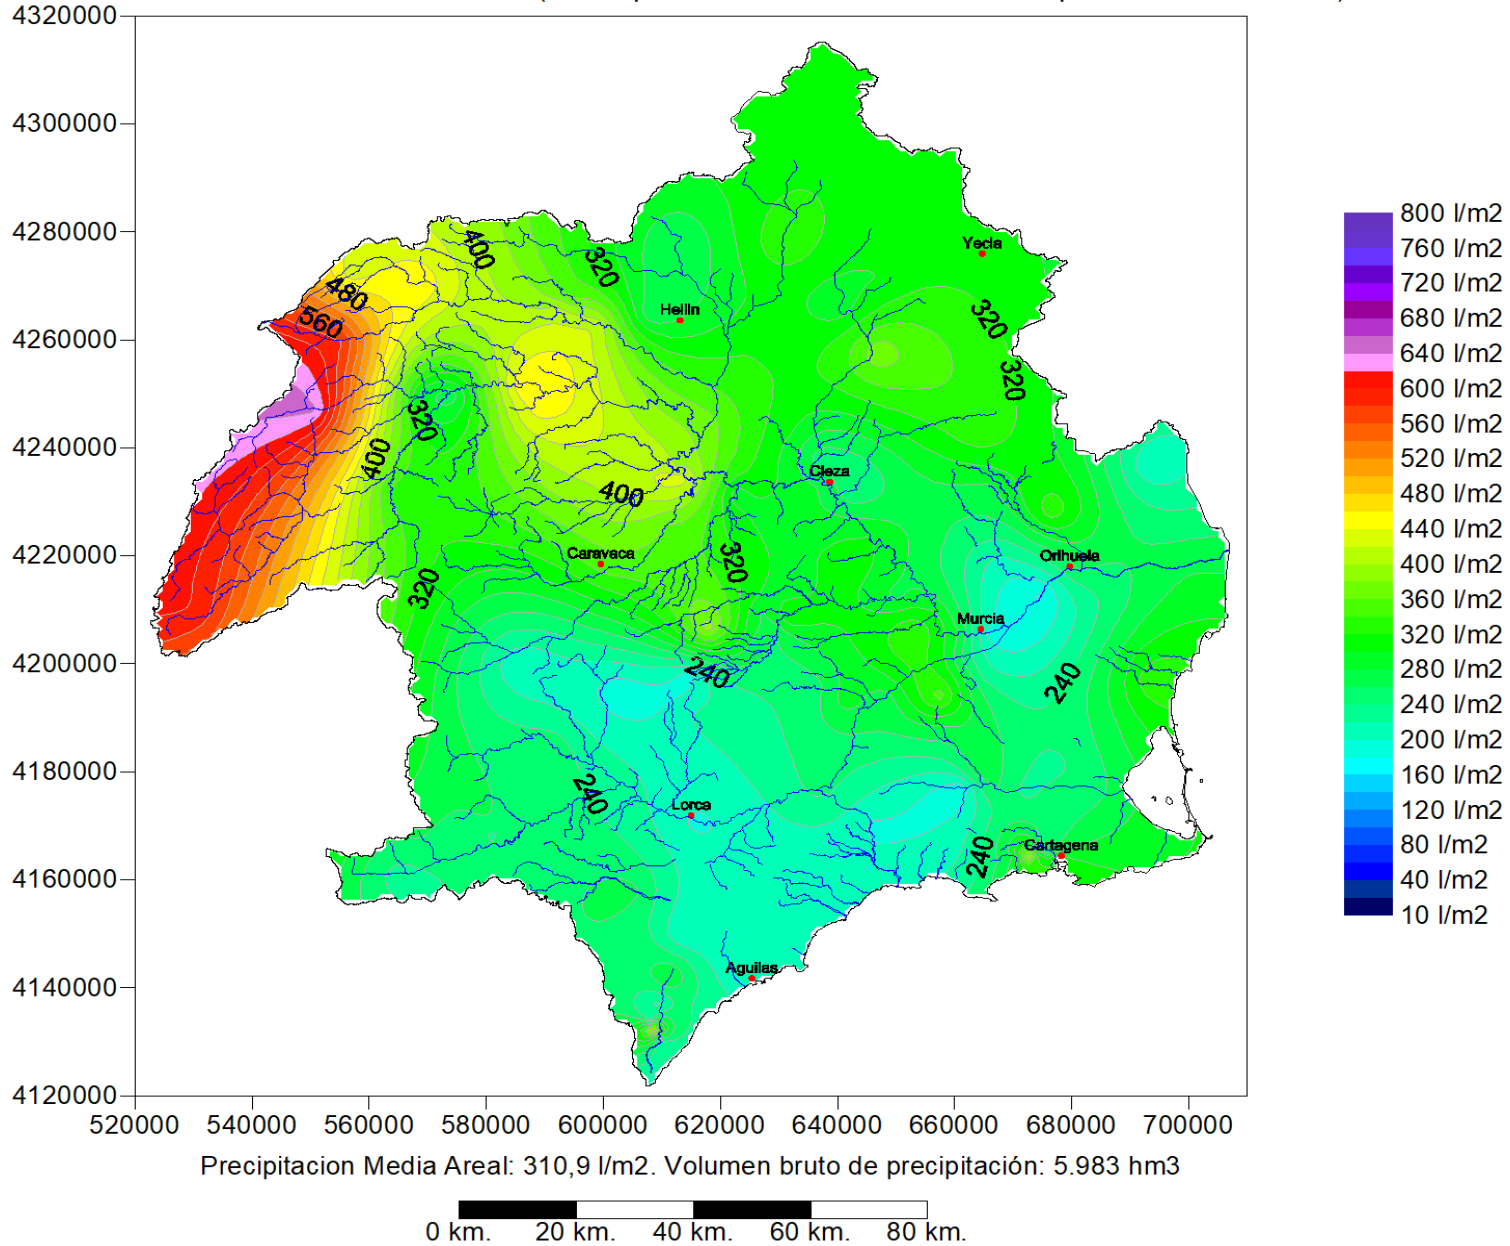 4320000
4300000
4280000
4260000
4240000
4220000
4200000
4180000
4160000
4140000
4120000
520000 540000 560000 580000 600000 620000 640000 660000 680000 700000
400
320
480
560
320
320
320
400
400
320
320
240
240
240
240
Yecla
Hellin
Cieza
Caravaca
Orihuela
Murcia
Lorca
Cartagena
Aguilas
800 l/m2
760 l/m2
720 l/m2
680 l/m2
640 l/m2
600 l/m2
560 l/m2
520 l/m2
480 l/m2
440 l/m2
400 l/m2
360 l/m2
320 l/m2
280 l/m2
240 l/m2
200 l/m2
160 l/m2
120 l/m2
80 l/m2
40 l/m2
10 l/m2
Precipitacion Media Areal: 310,9 l/m2. Volumen bruto de precipitación: 5.983 hm3
0 km. 20 km. 40 km. 60 km. 80 km.